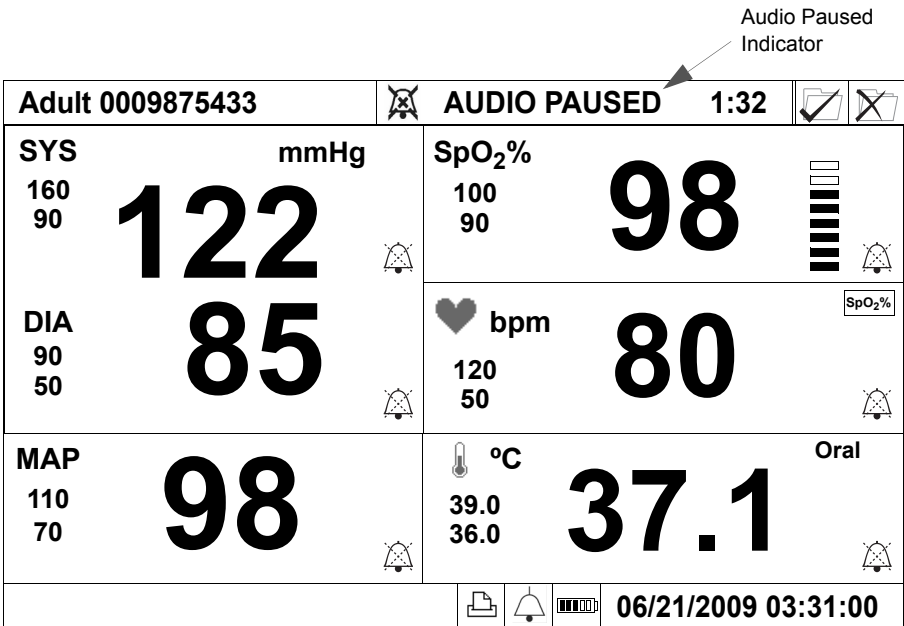 Audio Paused
Indicator
Adult 0009875433
AUDIO PAUSED 1:32
SYS mmHg
160
90
122
DIA
90
50
85
MAP
110
70
98
SpO₂%
100
90
98
bpm
SpO₂%
120
50
80
°C
Oral
39.0
36.0
37.1
06/21/2009 03:31:00